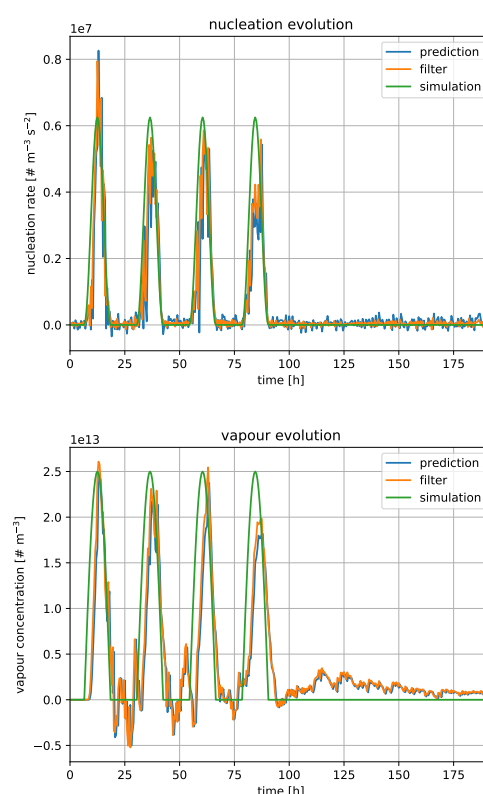 nucleation evolution
1e7
prediction
filter
simulation
nucleation rate [# m⁻³ s⁻²]
0.8
0.6
0.4
0.2
0.0
0 25 50 75 100 125 150 175
time [h]
vapour evolution
1e13
prediction
filter
simulation
vapour concentration [# m⁻³]
2.5
2.0
1.5
1.0
0.5
0.0
−0.5
0 25 50 75 100 125 150 175
time [h]